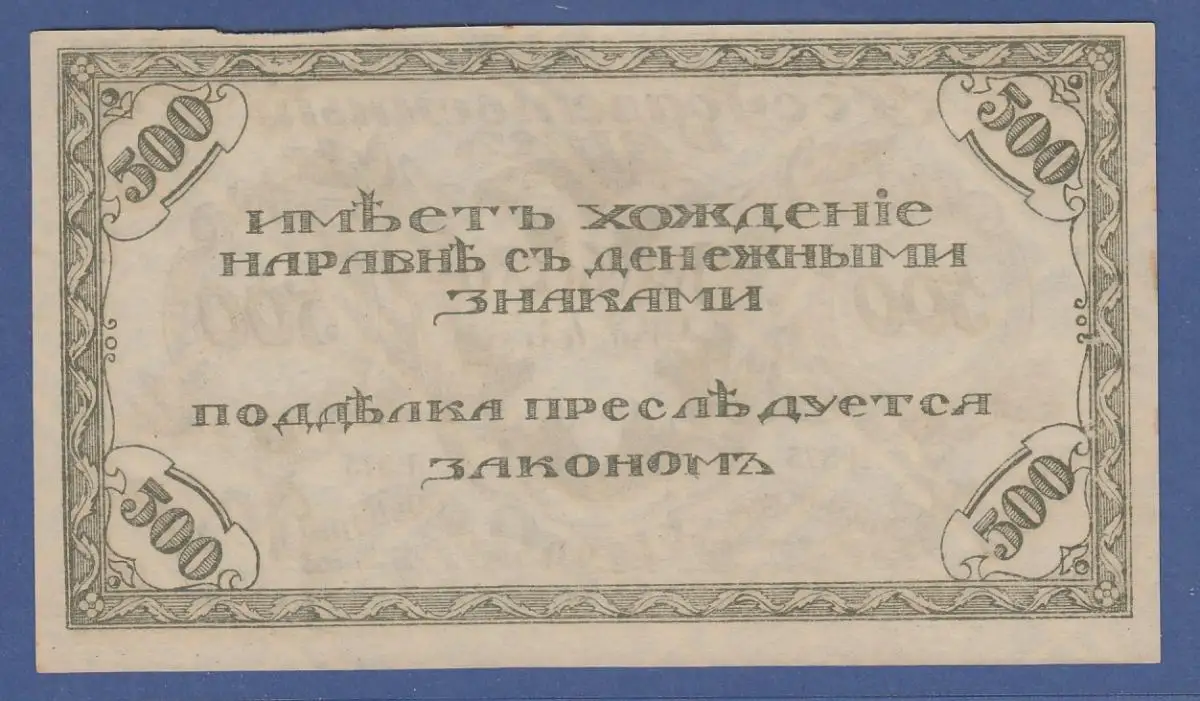 500 500
ИМѢЕТЪ ХОЖДЕНІЕ
НАРАВНѢ СЪ ДЕНЕЖНЫМИ
ЗНАКАМИ
ПОДДѢЛКА ПРЕСЛѢДУЕТСЯ
ЗАКОНОМЪ
500 500